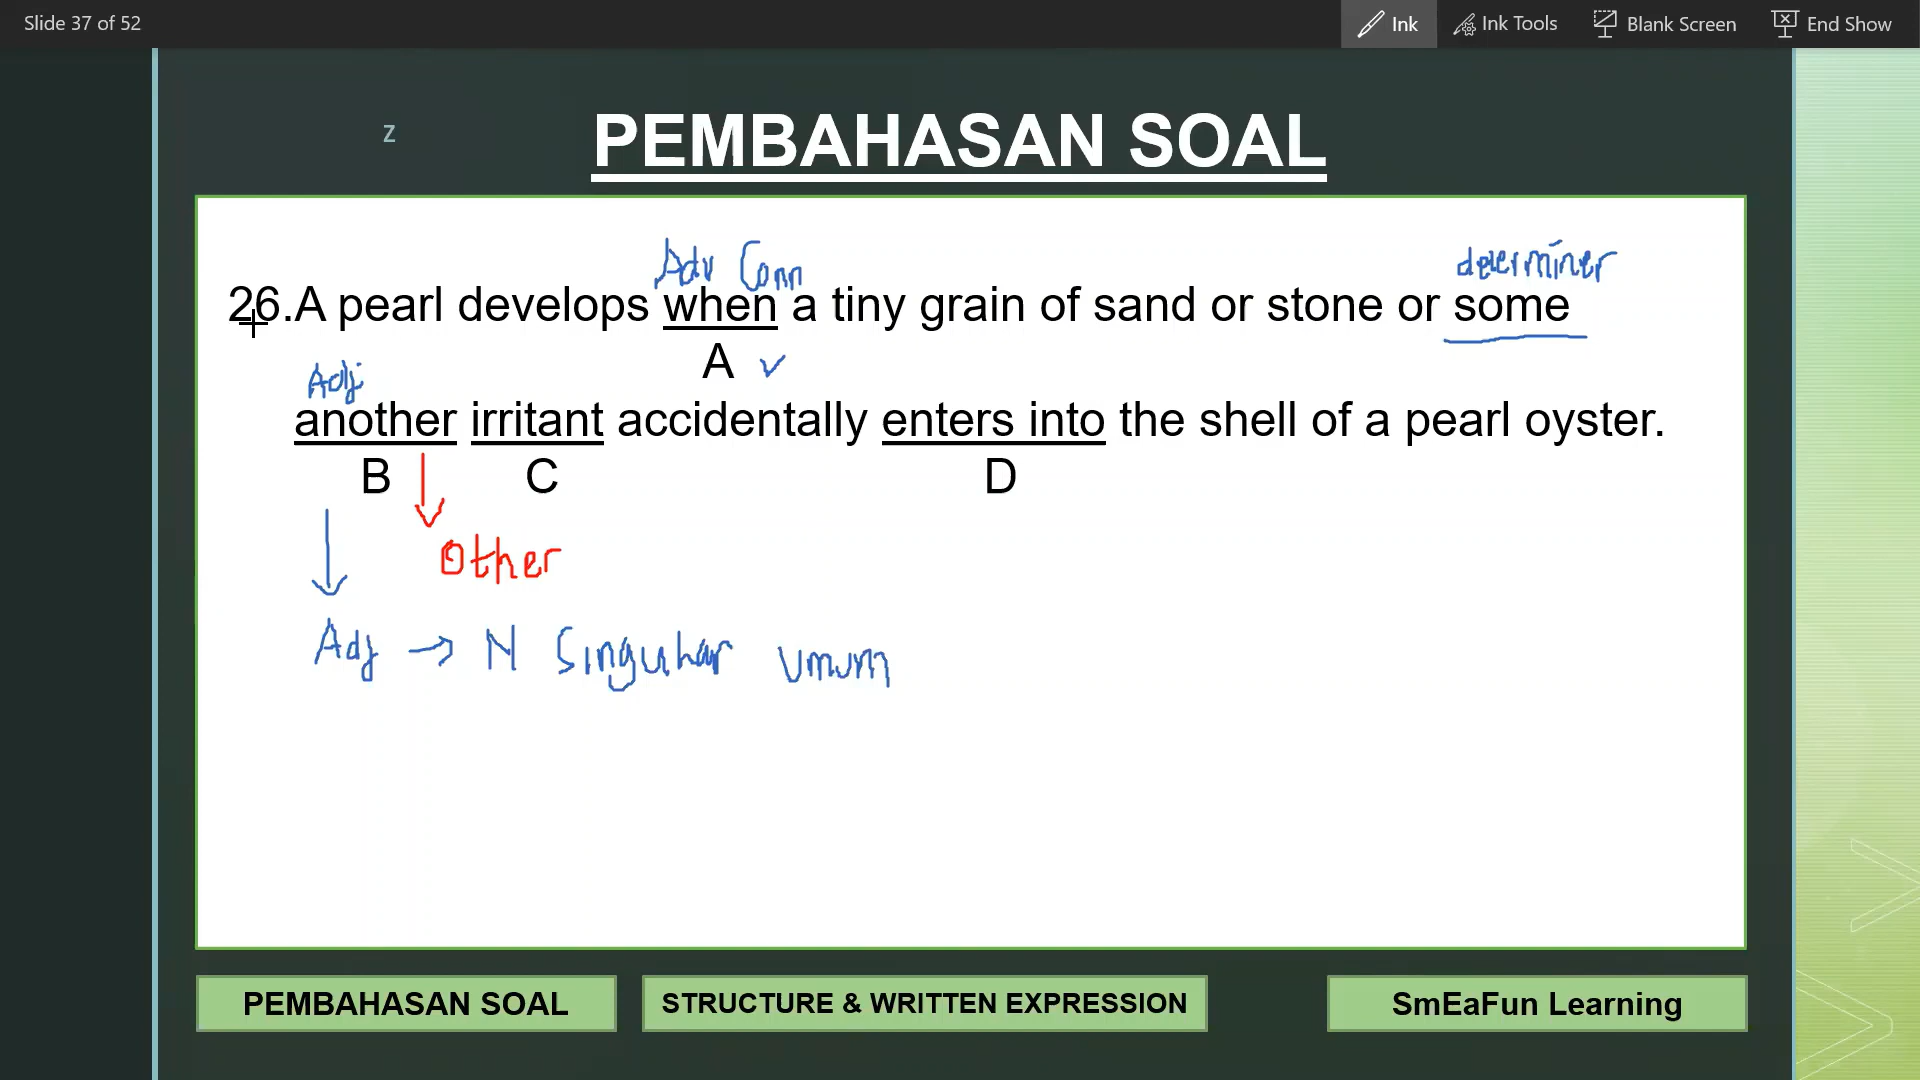 Slide 37 of 52
Ink
Ink Tools
Blank Screen
End Show
z
PEMBAHASAN SOAL
Adv Conn
determiner
26.A pearl develops when a tiny grain of sand or stone or some
A ✓
Adj
another irritant accidentally enters into the shell of a pearl oyster.
B C D
Other
Adj → N Singular umum
PEMBAHASAN SOAL
STRUCTURE & WRITTEN EXPRESSION
SmEaFun Learning